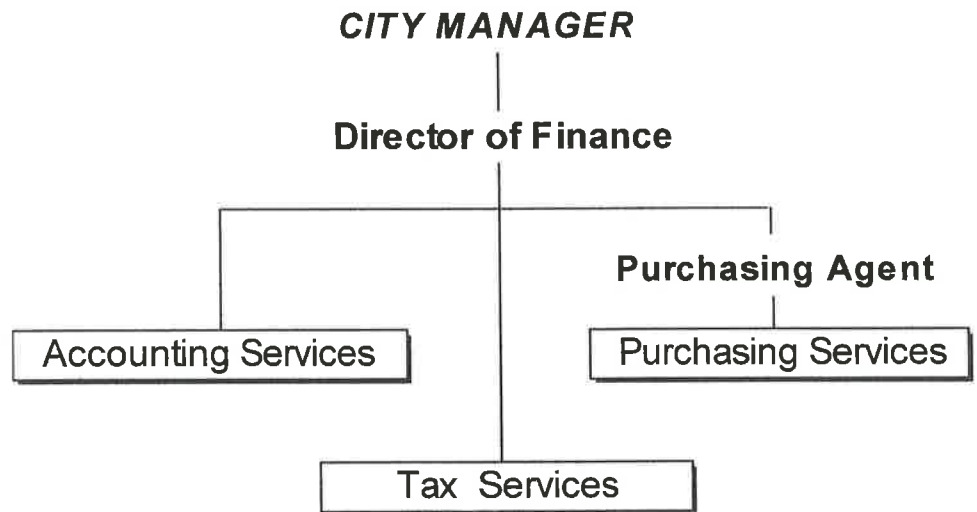 CITY MANAGER
Director of Finance
Purchasing Agent
Accounting Services
Purchasing Services
Tax Services